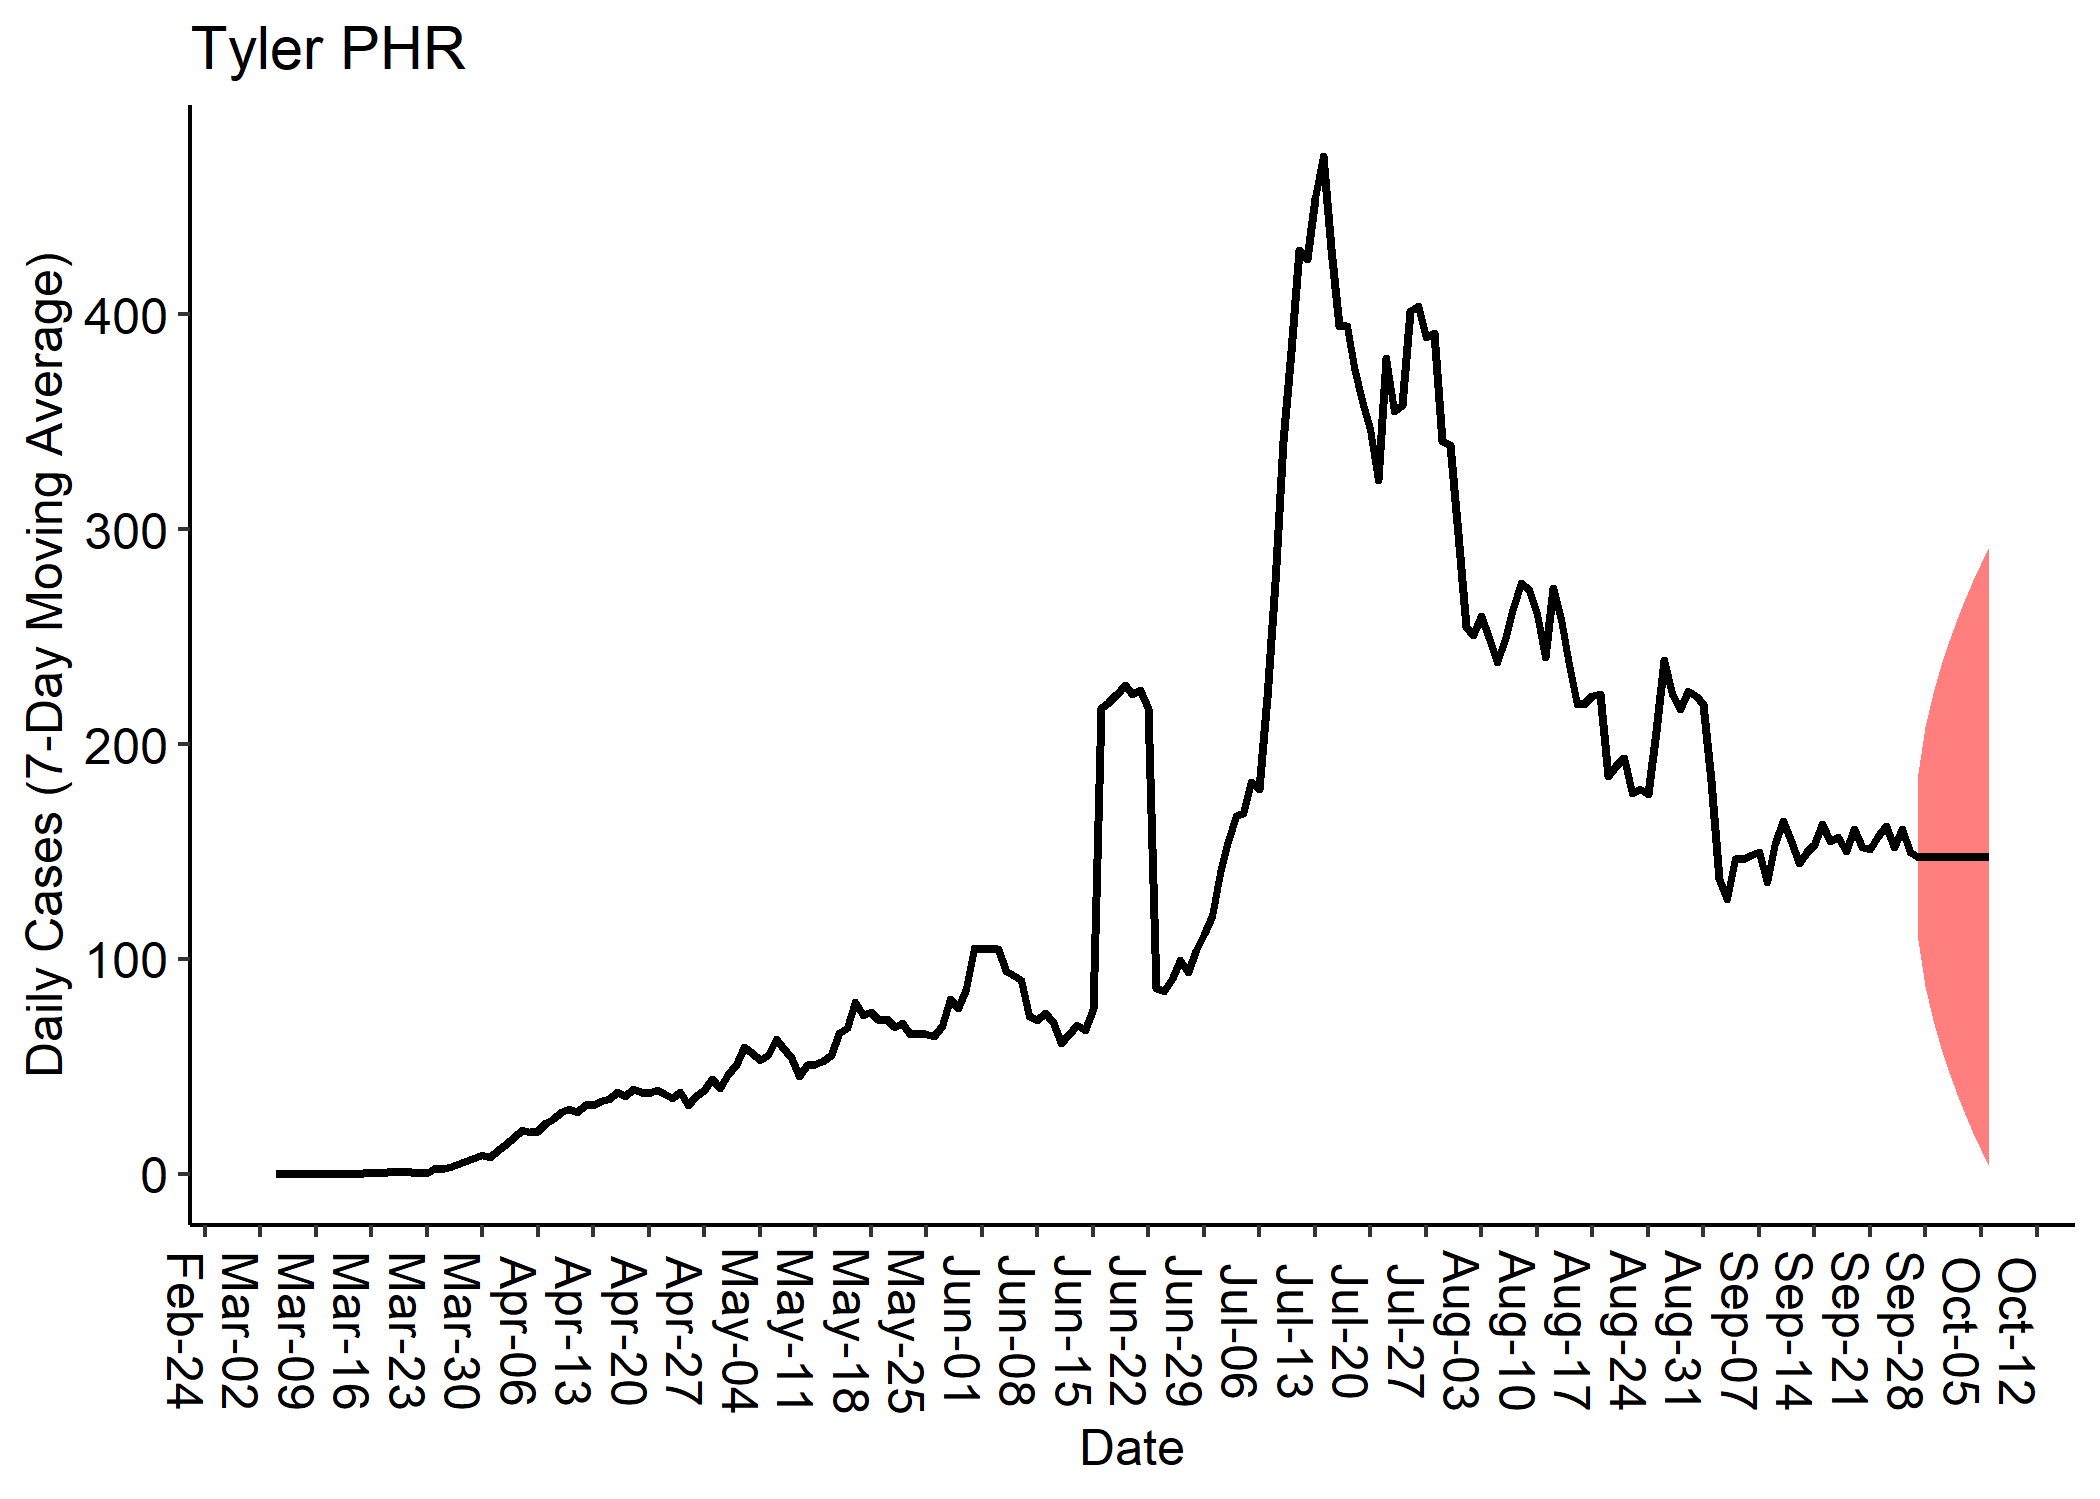 Tyler PHR
Daily Cases (7-Day Moving Average)
400
300
200
100
0
Feb-24
Mar-02
Mar-09
Mar-16
Mar-23
Mar-30
Apr-06
Apr-13
Apr-20
Apr-27
May-04
May-11
May-18
May-25
Jun-01
Jun-08
Jun-15
Jun-22
Jun-29
Jul-06
Jul-13
Jul-20
Jul-27
Aug-03
Aug-10
Aug-17
Aug-24
Aug-31
Sep-07
Sep-14
Sep-21
Sep-28
Oct-05
Oct-12
Date